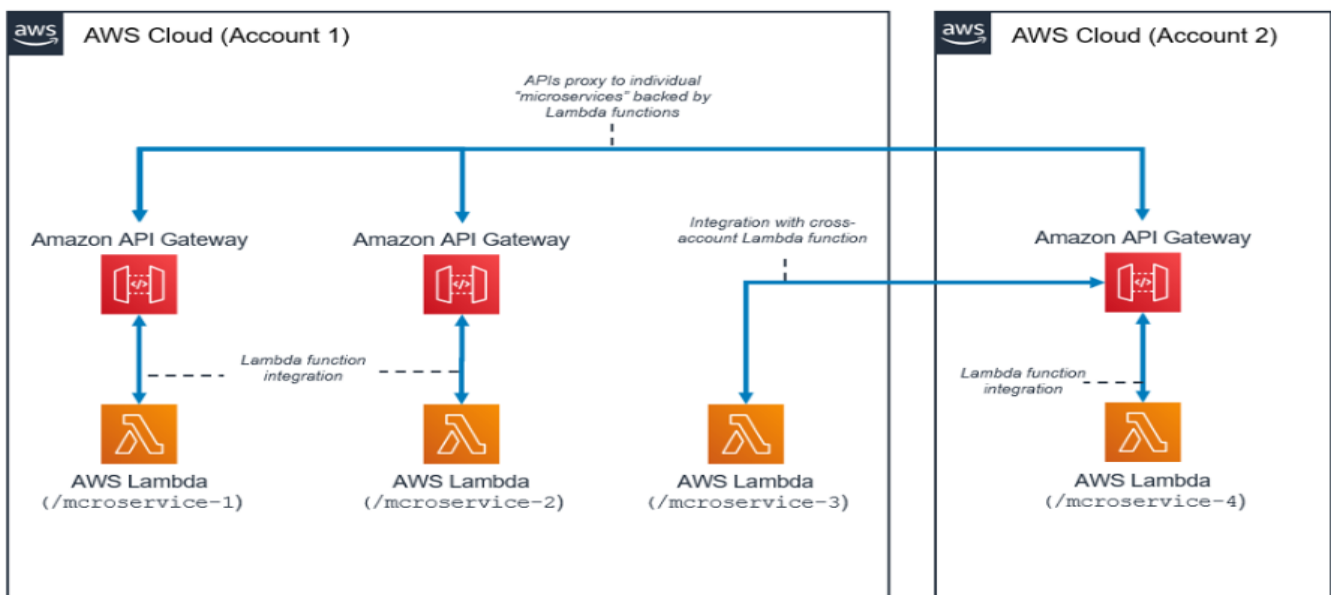 aws
AWS Cloud (Account 1)
aws
AWS Cloud (Account 2)
APIs proxy to individual
"microservices" backed by
Lambda functions
Amazon API Gateway
Amazon API Gateway
Integration with cross-
account Lambda function
Amazon API Gateway
</>
</>
</>
Lambda function
integration
Lambda function
integration
AWS Lambda
(/mcroservice-1)
AWS Lambda
(/mcroservice-2)
AWS Lambda
(/mcroservice-3)
AWS Lambda
(/mcroservice-4)